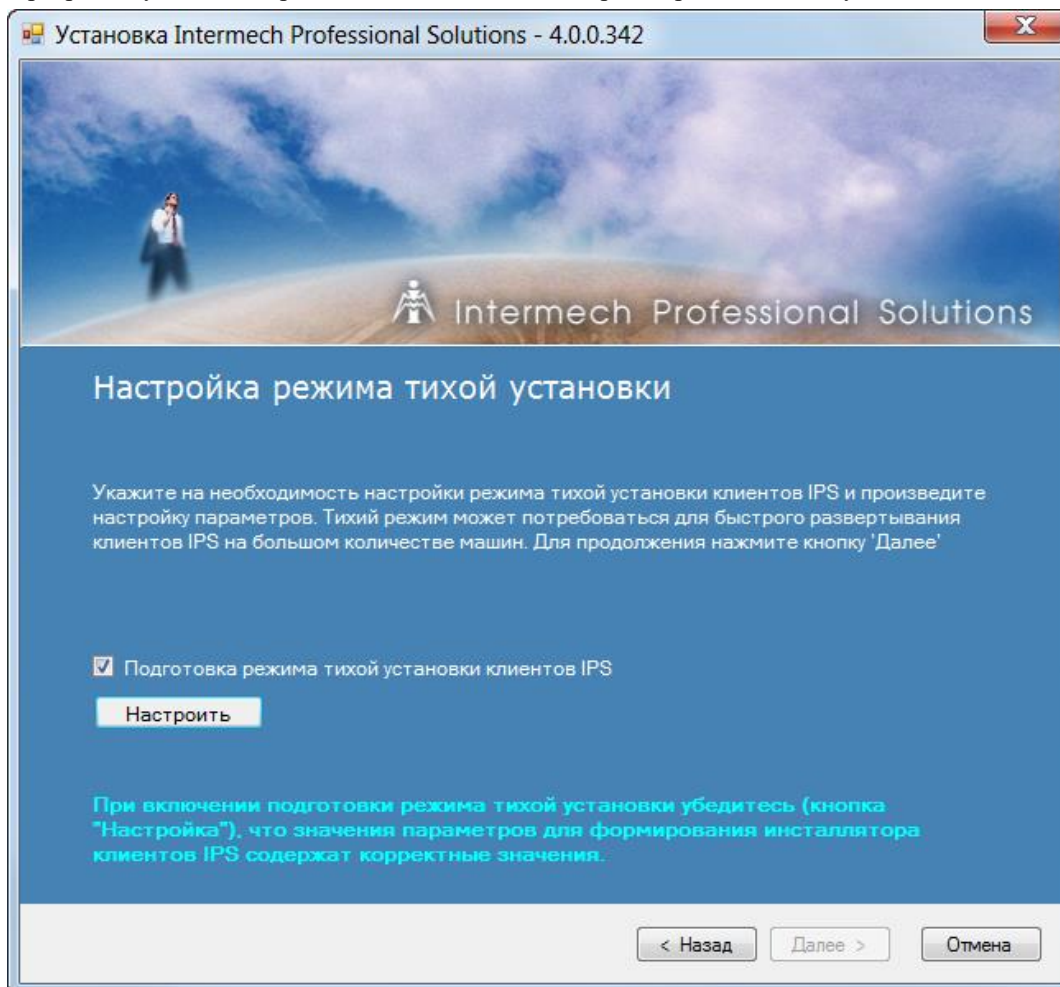 Установка Intermech Professional Solutions - 4.0.0.342
Intermech Professional Solutions
Настройка режима тихой установки
Укажите на необходимость настройки режима тихой установки клиентов IPS и произведите
настройку параметров. Тихий режим может потребоваться для быстрого развертывания
клиентов IPS на большом количестве машин. Для продолжения нажмите кнопку 'Далее'
Подготовка режима тихой установки клиентов IPS
Настроить
При включении подготовки режима тихой установки убедитесь (кнопка
"Настройка"), что значения параметров для формирования инсталлятора
клиентов IPS содержат корректные значения.
< Назад
Далее >
Отмена